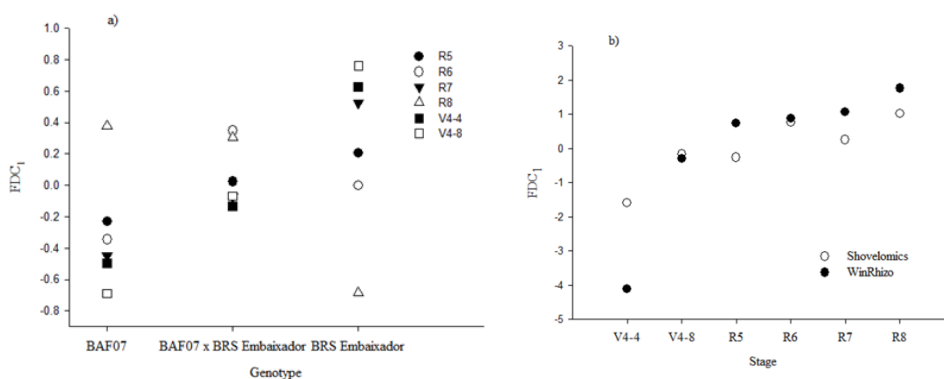 a)
1.0
0.8
0.6
0.4
0.2
0.0
-0.2
-0.4
-0.6
-0.8
FDC1
BAF07 BAF07 x BRS Embaixador BRS Embaixador
Genotype
R5
R6
R7
R8
V4-4
V4-8
b)
3
2
1
0
-1
-2
-3
-4
-5
FDC1
Shovelomics
WinRhizo
V4-4 V4-8 R5 R6 R7 R8
Stage